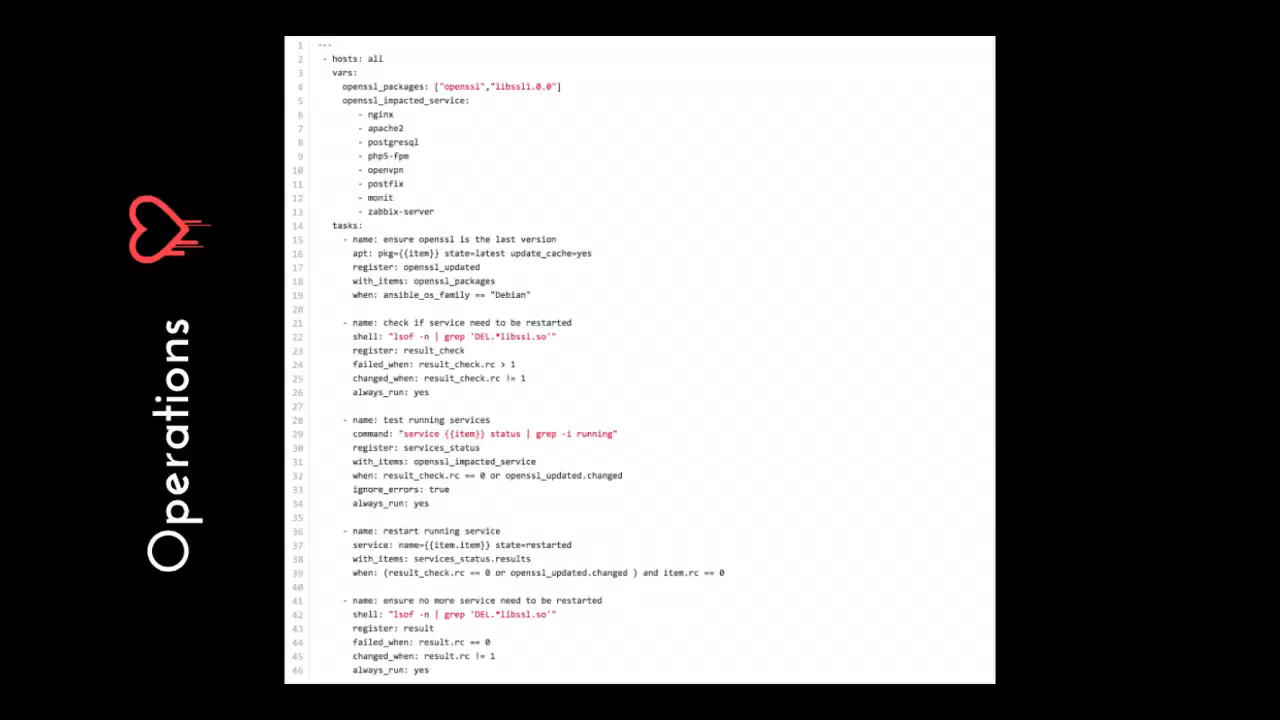 Operations
1 ---
2 - hosts: all
3 vars:
4 openssl_packages: ["openssl","libssl1.0.0"]
5 openssl_impacted_service:
6 - nginx
7 - apache2
8 - postgresql
9 - php5-fpm
10 - openvpn
11 - postfix
12 - monit
13 - zabbix-server
14 tasks:
15 - name: ensure openssl is the last version
16 apt: pkg={{item}} state=latest update_cache=yes
17 register: openssl_updated
18 with_items: openssl_packages
19 when: ansible_os_family == "Debian"
20
21 - name: check if service need to be restarted
22 shell: "lsof -n | grep 'DEL.*libssl.so'"
23 register: result_check
24 failed_when: result_check.rc > 1
25 changed_when: result_check.rc != 1
26 always_run: yes
27
28 - name: test running services
29 command: "service {{item}} status | grep -i running"
30 register: services_status
31 with_items: openssl_impacted_service
32 when: result_check.rc == 0 or openssl_updated.changed
33 ignore_errors: true
34 always_run: yes
35
36 - name: restart running service
37 service: name={{item.item}} state=restarted
38 with_items: services_status.results
39 when: (result_check.rc == 0 or openssl_updated.changed ) and item.rc == 0
40
41 - name: ensure no more service need to be restarted
42 shell: "lsof -n | grep 'DEL.*libssl.so'"
43 register: result
44 failed_when: result.rc == 0
45 changed_when: result.rc != 1
46 always_run: yes